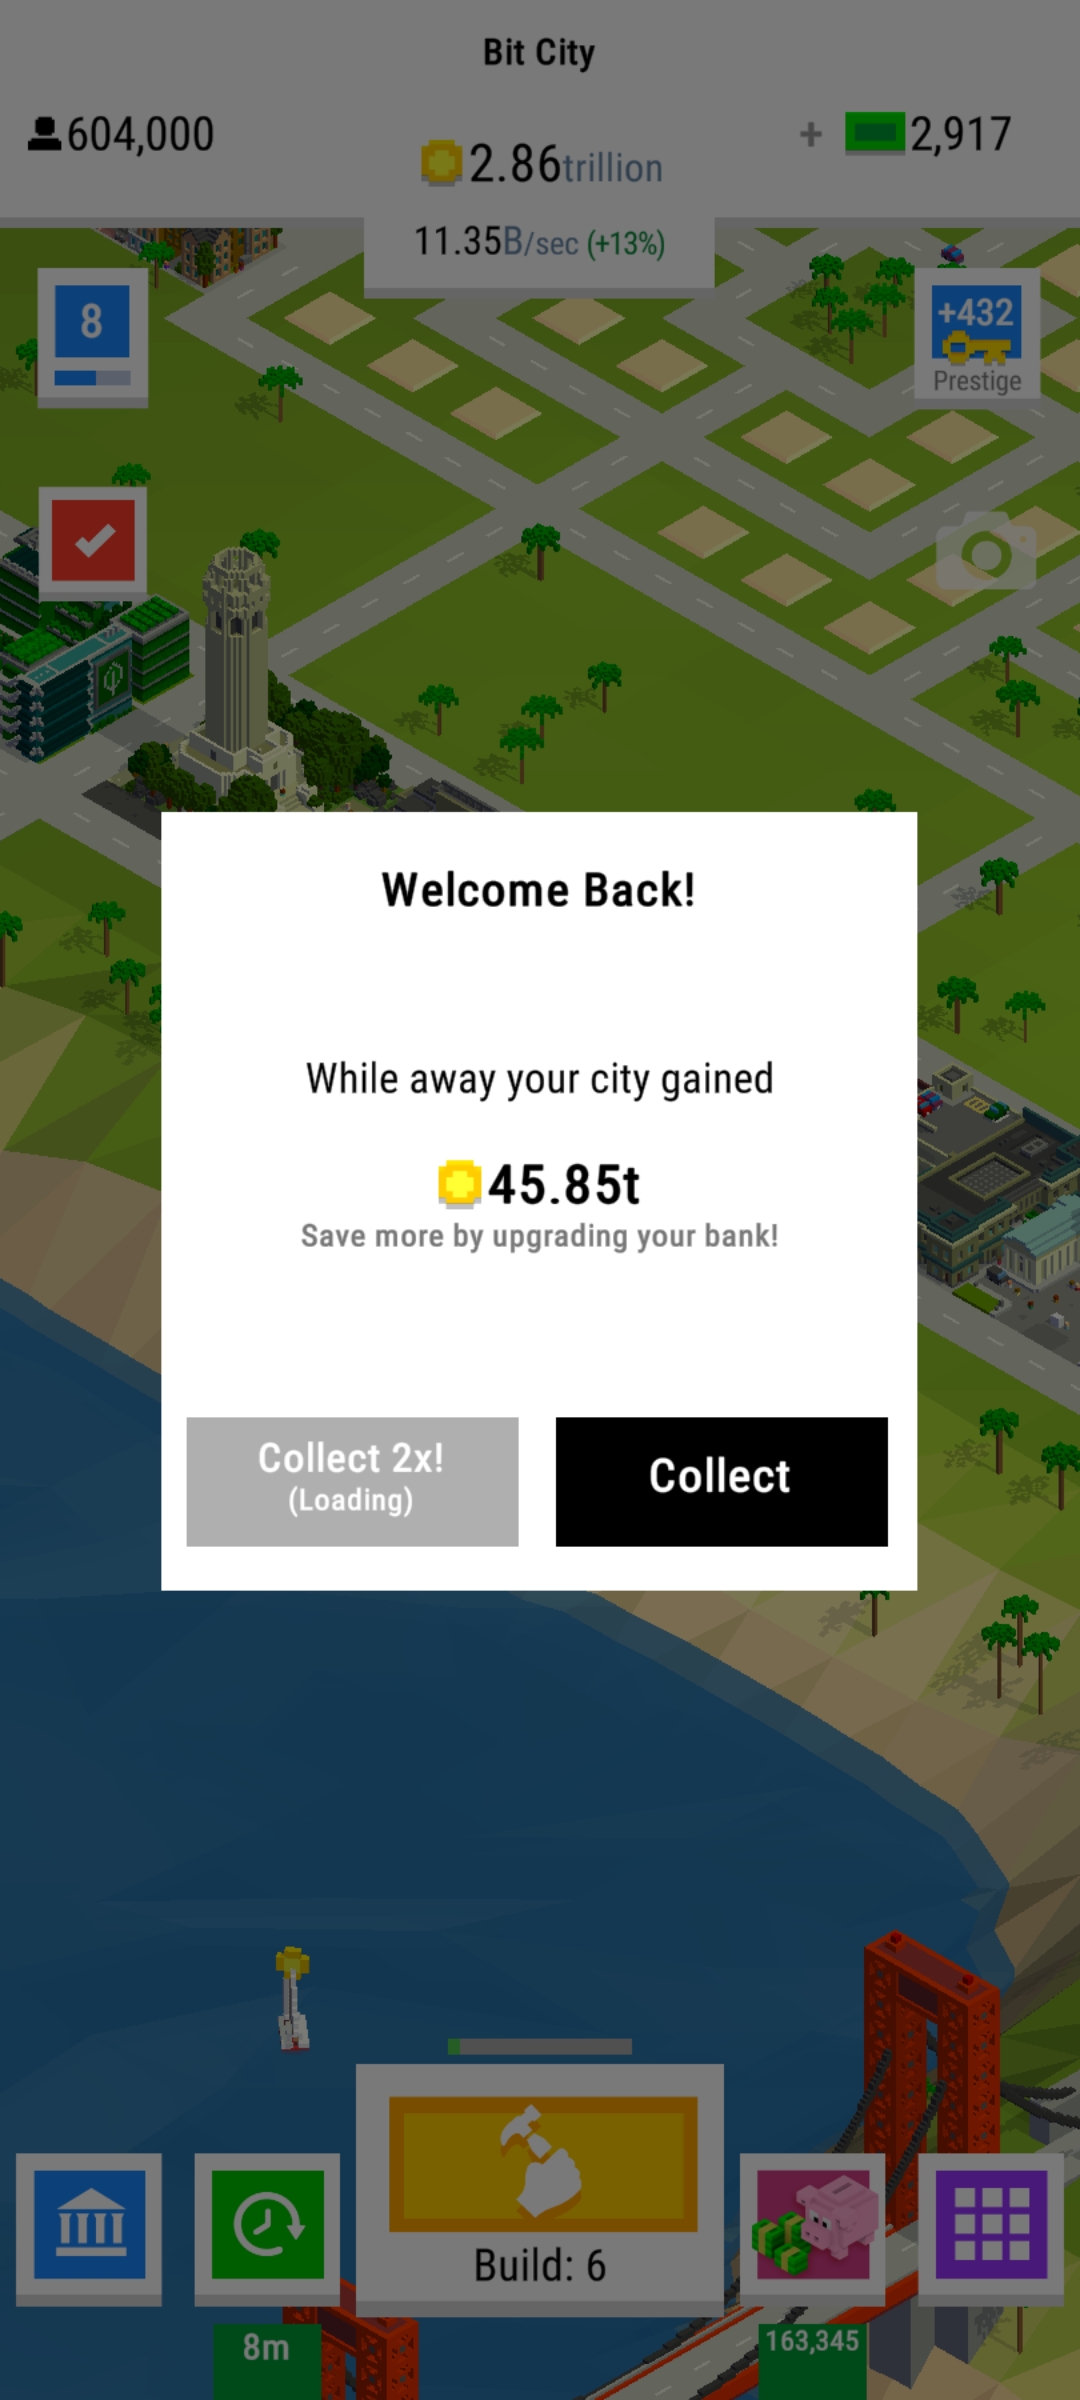 Bit City
604,000
2.86trillion
+ 2,917
11.35B/sec (+13%)
8
+432
Prestige
Welcome Back!
While away your city gained
45.85t
Save more by upgrading your bank!
Collect 2x!
(Loading)
Collect
Build: 6
8m
163,345